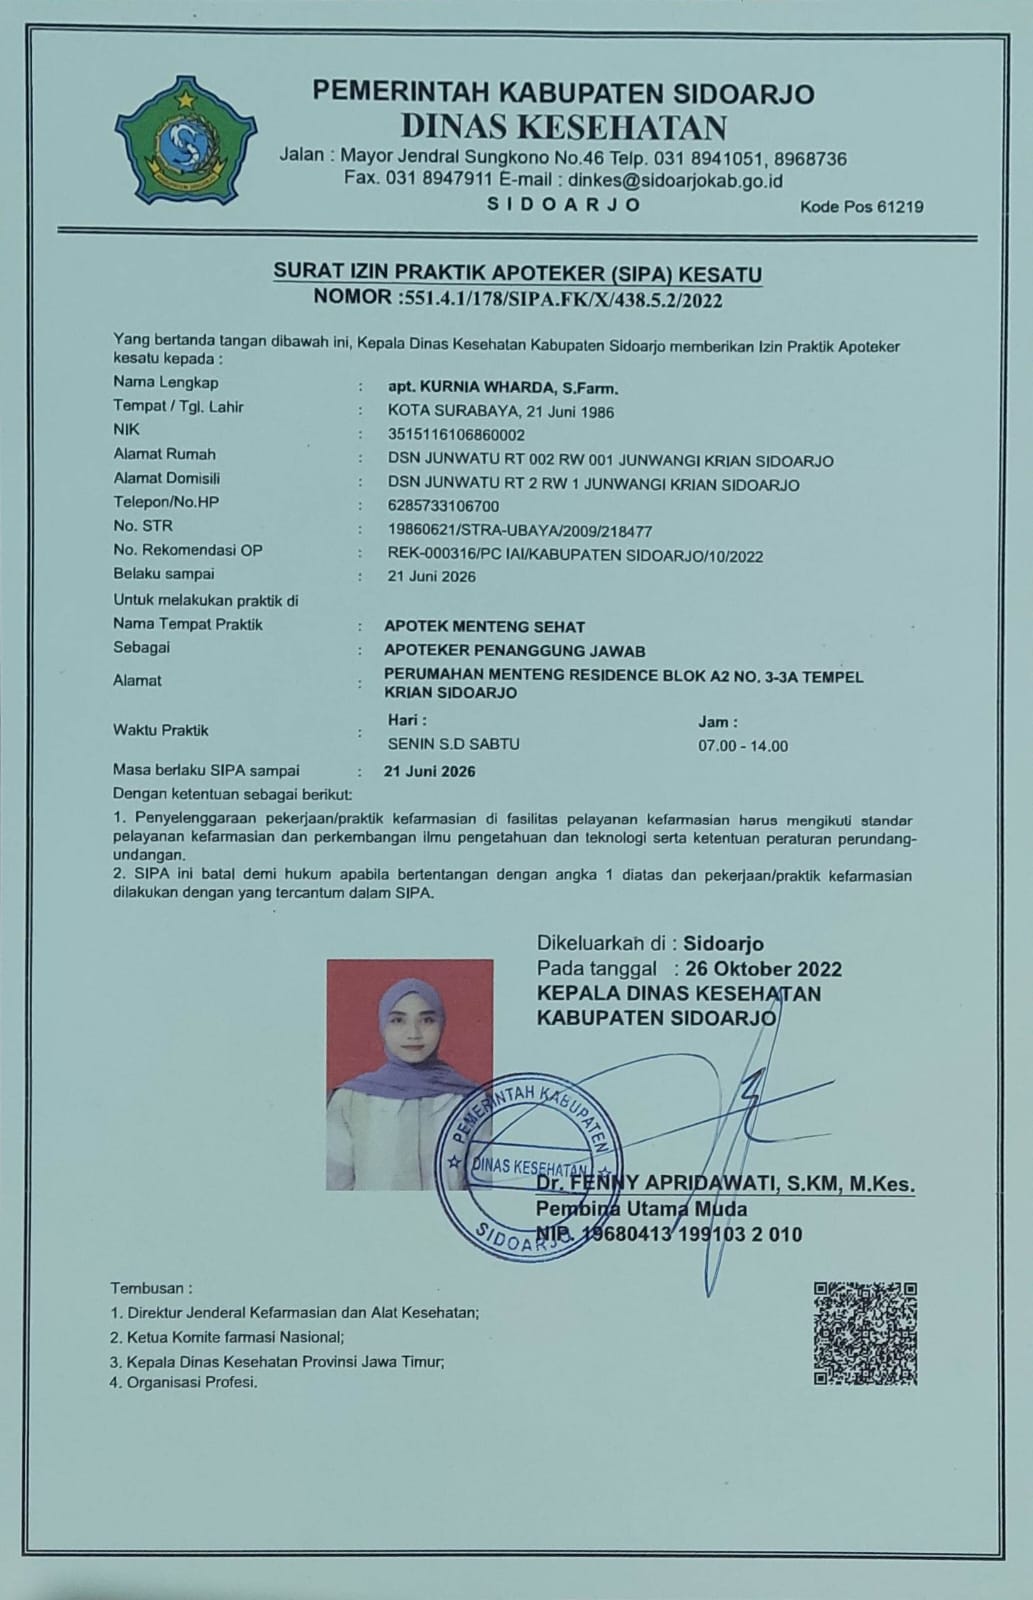 PEMERINTAH KABUPATEN SIDOARJO
DINAS KESEHATAN
Jalan : Mayor Jendral Sungkono No.46 Telp. 031 8941051, 8968736
Fax. 031 8947911 E-mail : dinkes@sidoarjokab.go.id
S I D O A R J O
Kode Pos 61219
SURAT IZIN PRAKTIK APOTEKER (SIPA) KESATU
NOMOR :551.4.1/178/SIPA.FK/X/438.5.2/2022
Yang bertanda tangan dibawah ini, Kepala Dinas Kesehatan Kabupaten Sidoarjo memberikan Izin Praktik Apoteker
kesatu kepada :
Nama Lengkap : apt. KURNIA WHARDA, S.Farm.
Tempat / Tgl. Lahir : KOTA SURABAYA, 21 Juni 1986
NIK : 3515116106860002
Alamat Rumah : DSN JUNWATU RT 002 RW 001 JUNWANGI KRIAN SIDOARJO
Alamat Domisili : DSN JUNWATU RT 2 RW 1 JUNWANGI KRIAN SIDOARJO
Telepon/No.HP : 6285733106700
No. STR : 19860621/STRA-UBAYA/2009/218477
No. Rekomendasi OP : REK-000316/PC IAI/KABUPATEN SIDOARJO/10/2022
Belaku sampai : 21 Juni 2026
Untuk melakukan praktik di
Nama Tempat Praktik : APOTEK MENTENG SEHAT
Sebagai : APOTEKER PENANGGUNG JAWAB
Alamat : PERUMAHAN MENTENG RESIDENCE BLOK A2 NO. 3-3A TEMPEL
KRIAN SIDOARJO
Hari : Jam :
Waktu Praktik : SENIN S.D SABTU 07.00 - 14.00
Masa berlaku SIPA sampai : 21 Juni 2026
Dengan ketentuan sebagai berikut:
1. Penyelenggaraan pekerjaan/praktik kefarmasian di fasilitas pelayanan kefarmasian harus mengikuti standar
pelayanan kefarmasian dan perkembangan ilmu pengetahuan dan teknologi serta ketentuan peraturan perundang-
undangan.
2. SIPA ini batal demi hukum apabila bertentangan dengan angka 1 diatas dan pekerjaan/praktik kefarmasian
dilakukan dengan yang tercantum dalam SIPA.
Dikeluarkah di : Sidoarjo
Pada tanggal : 26 Oktober 2022
KEPALA DINAS KESEHATAN
KABUPATEN SIDOARJO
PEMERINTAH KABUPATEN
DINAS KESEHATAN
SIDOARJO
Dr. FENNY APRIDAWATI, S.KM, M.Kes.
Pembina Utama Muda
NIP. 19680413 199103 2 010
Tembusan :
1. Direktur Jenderal Kefarmasian dan Alat Kesehatan;
2. Ketua Komite farmasi Nasional;
3. Kepala Dinas Kesehatan Provinsi Jawa Timur;
4. Organisasi Profesi.